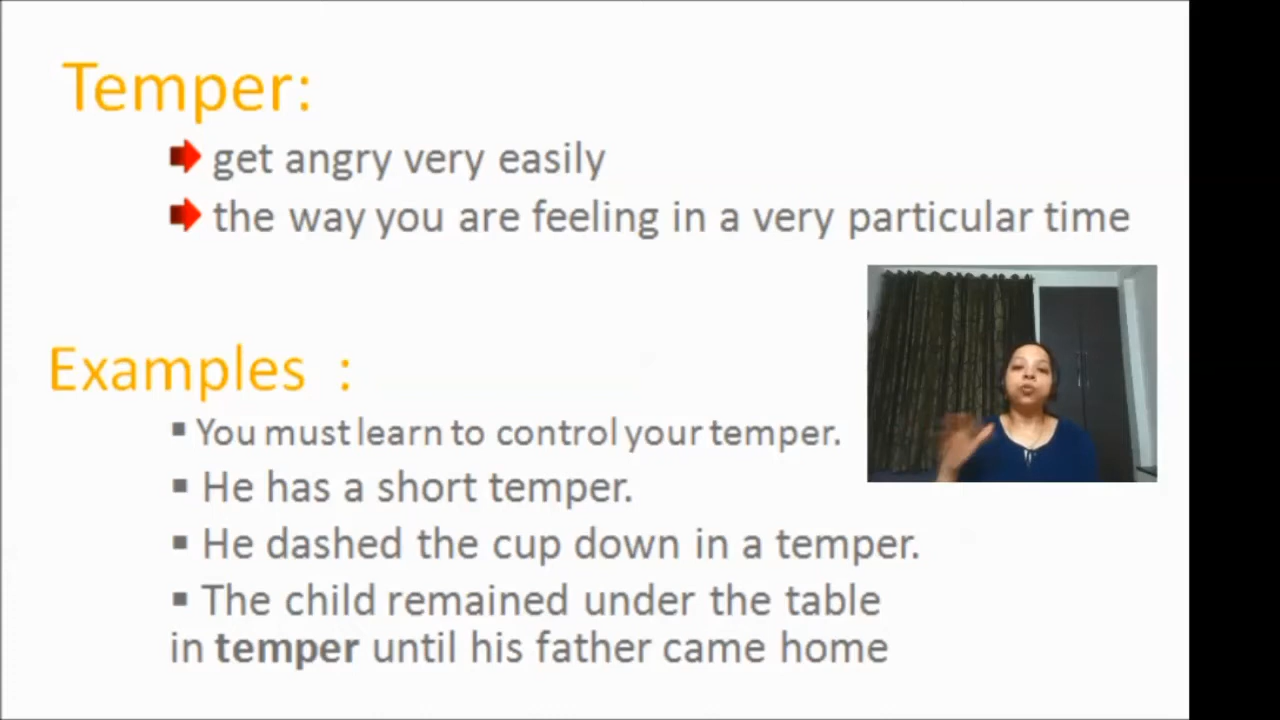 Temper:
get angry very easily
the way you are feeling in a very particular time
Examples :
▪ You must learn to control your temper.
▪ He has a short temper.
▪ He dashed the cup down in a temper.
▪ The child remained under the table
in temper until his father came home